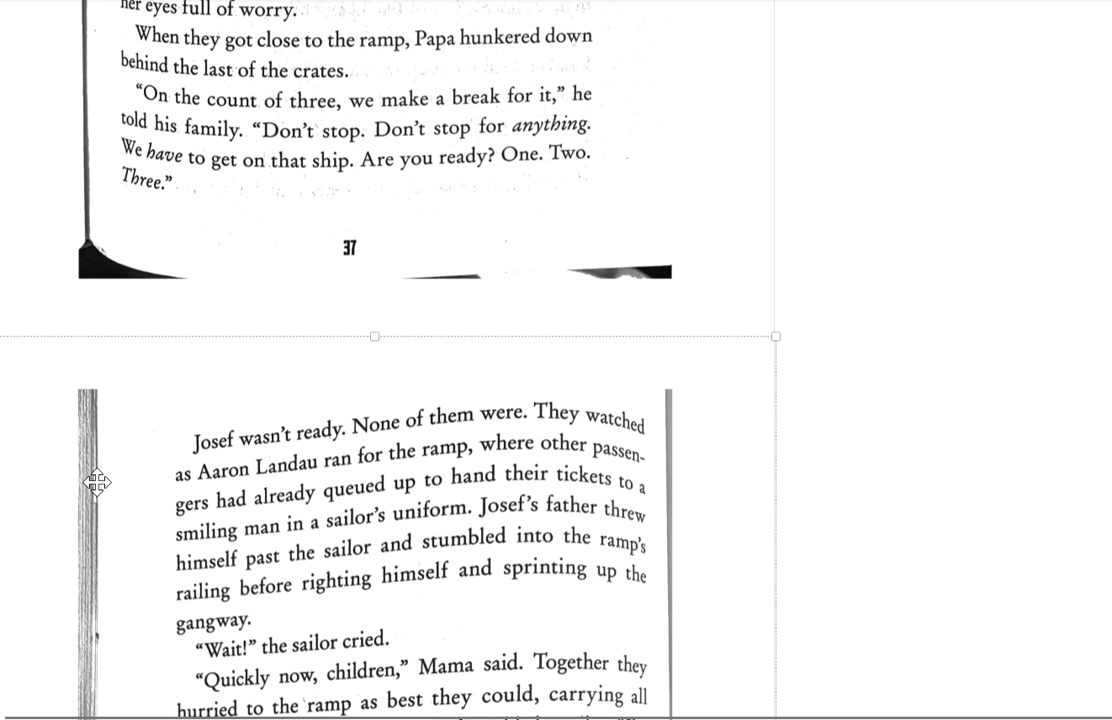 her eyes full of worry.
When they got close to the ramp, Papa hunkered down
behind the last of the crates.
“On the count of three, we make a break for it,” he
told his family. “Don’t stop. Don’t stop for anything.
We have to get on that ship. Are you ready? One. Two.
Three.”
37
Josef wasn’t ready. None of them were. They watched
as Aaron Landau ran for the ramp, where other passen-
gers had already queued up to hand their tickets to a
smiling man in a sailor’s uniform. Josef’s father threw
himself past the sailor and stumbled into the ramp’s
railing before righting himself and sprinting up the
gangway.
“Wait!” the sailor cried.
“Quickly now, children,” Mama said. Together they
hurried to the ramp as best they could, carrying all